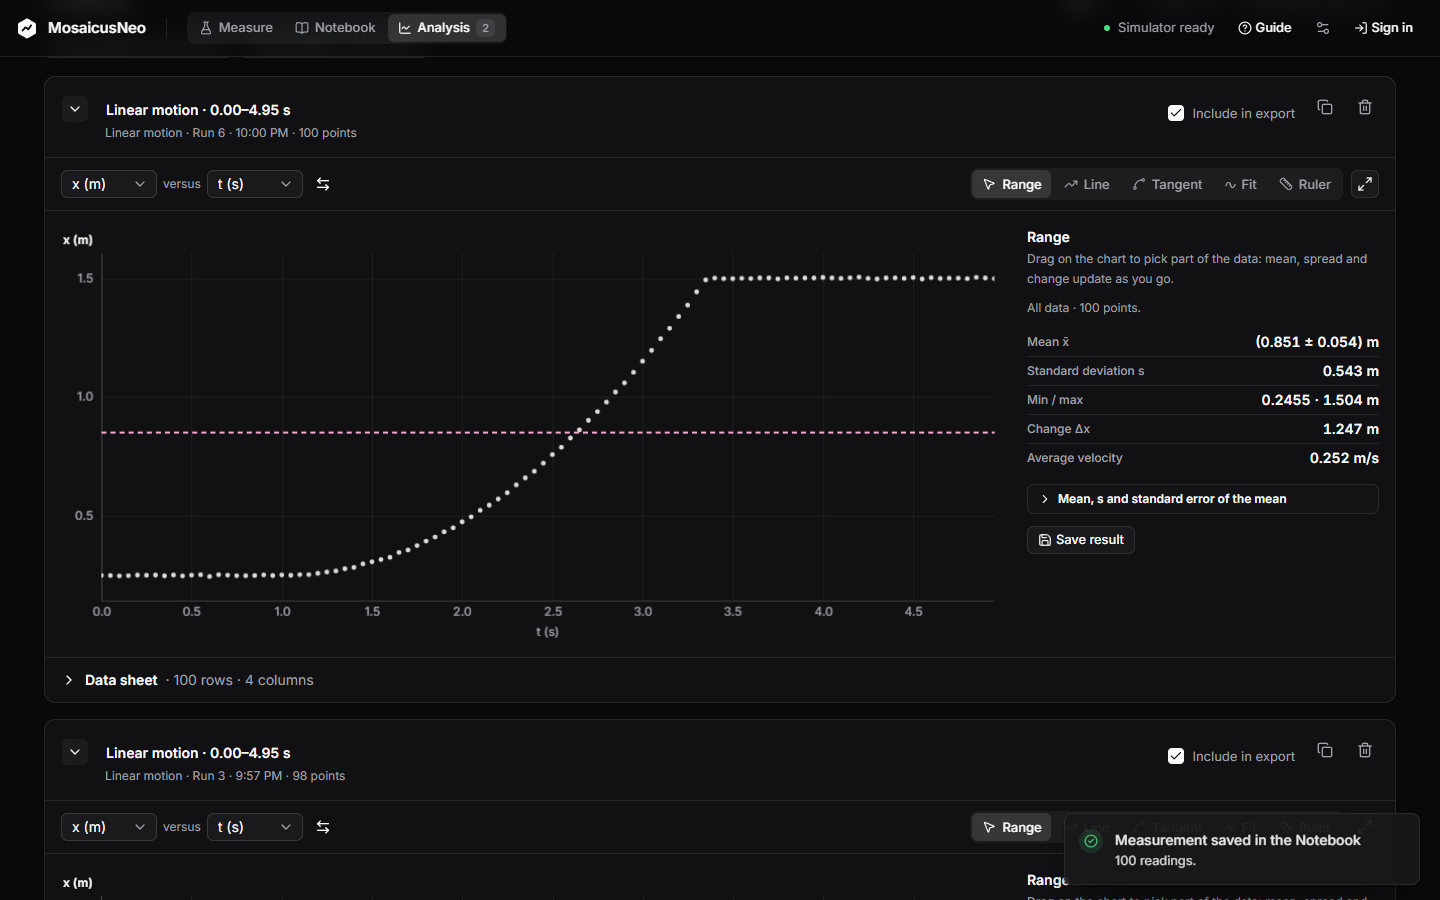 MosaicusNeo
Measure
Notebook
Analysis 2
Simulator ready
Guide
Sign in
Linear motion · 0.00–4.95 s
Linear motion · Run 6 · 10:00 PM · 100 points
Include in export
x (m) versus t (s)
Range
Line
Tangent
Fit
Ruler
x (m)
1.5
1.0
0.5
0.0 0.5 1.0 1.5 2.0 2.5 3.0 3.5 4.0 4.5
t (s)
Range
Drag on the chart to pick part of the data: mean, spread and
change update as you go.
All data · 100 points.
Mean x̄ (0.851 ± 0.054) m
Standard deviation s 0.543 m
Min / max 0.2455 · 1.504 m
Change Δx 1.247 m
Average velocity 0.252 m/s
Mean, s and standard error of the mean
Save result
Data sheet · 100 rows · 4 columns
Linear motion · 0.00–4.95 s
Linear motion · Run 3 · 9:57 PM · 98 points
Include in export
x (m) versus t (s)
Range
Line
Tangent
Fit
Ruler
x (m)
Range
Measurement saved in the Notebook
100 readings.